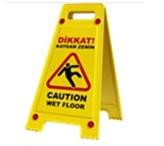 DİKKAT!
KAYGAN ZEMİN
CAUTION
WET FLOOR